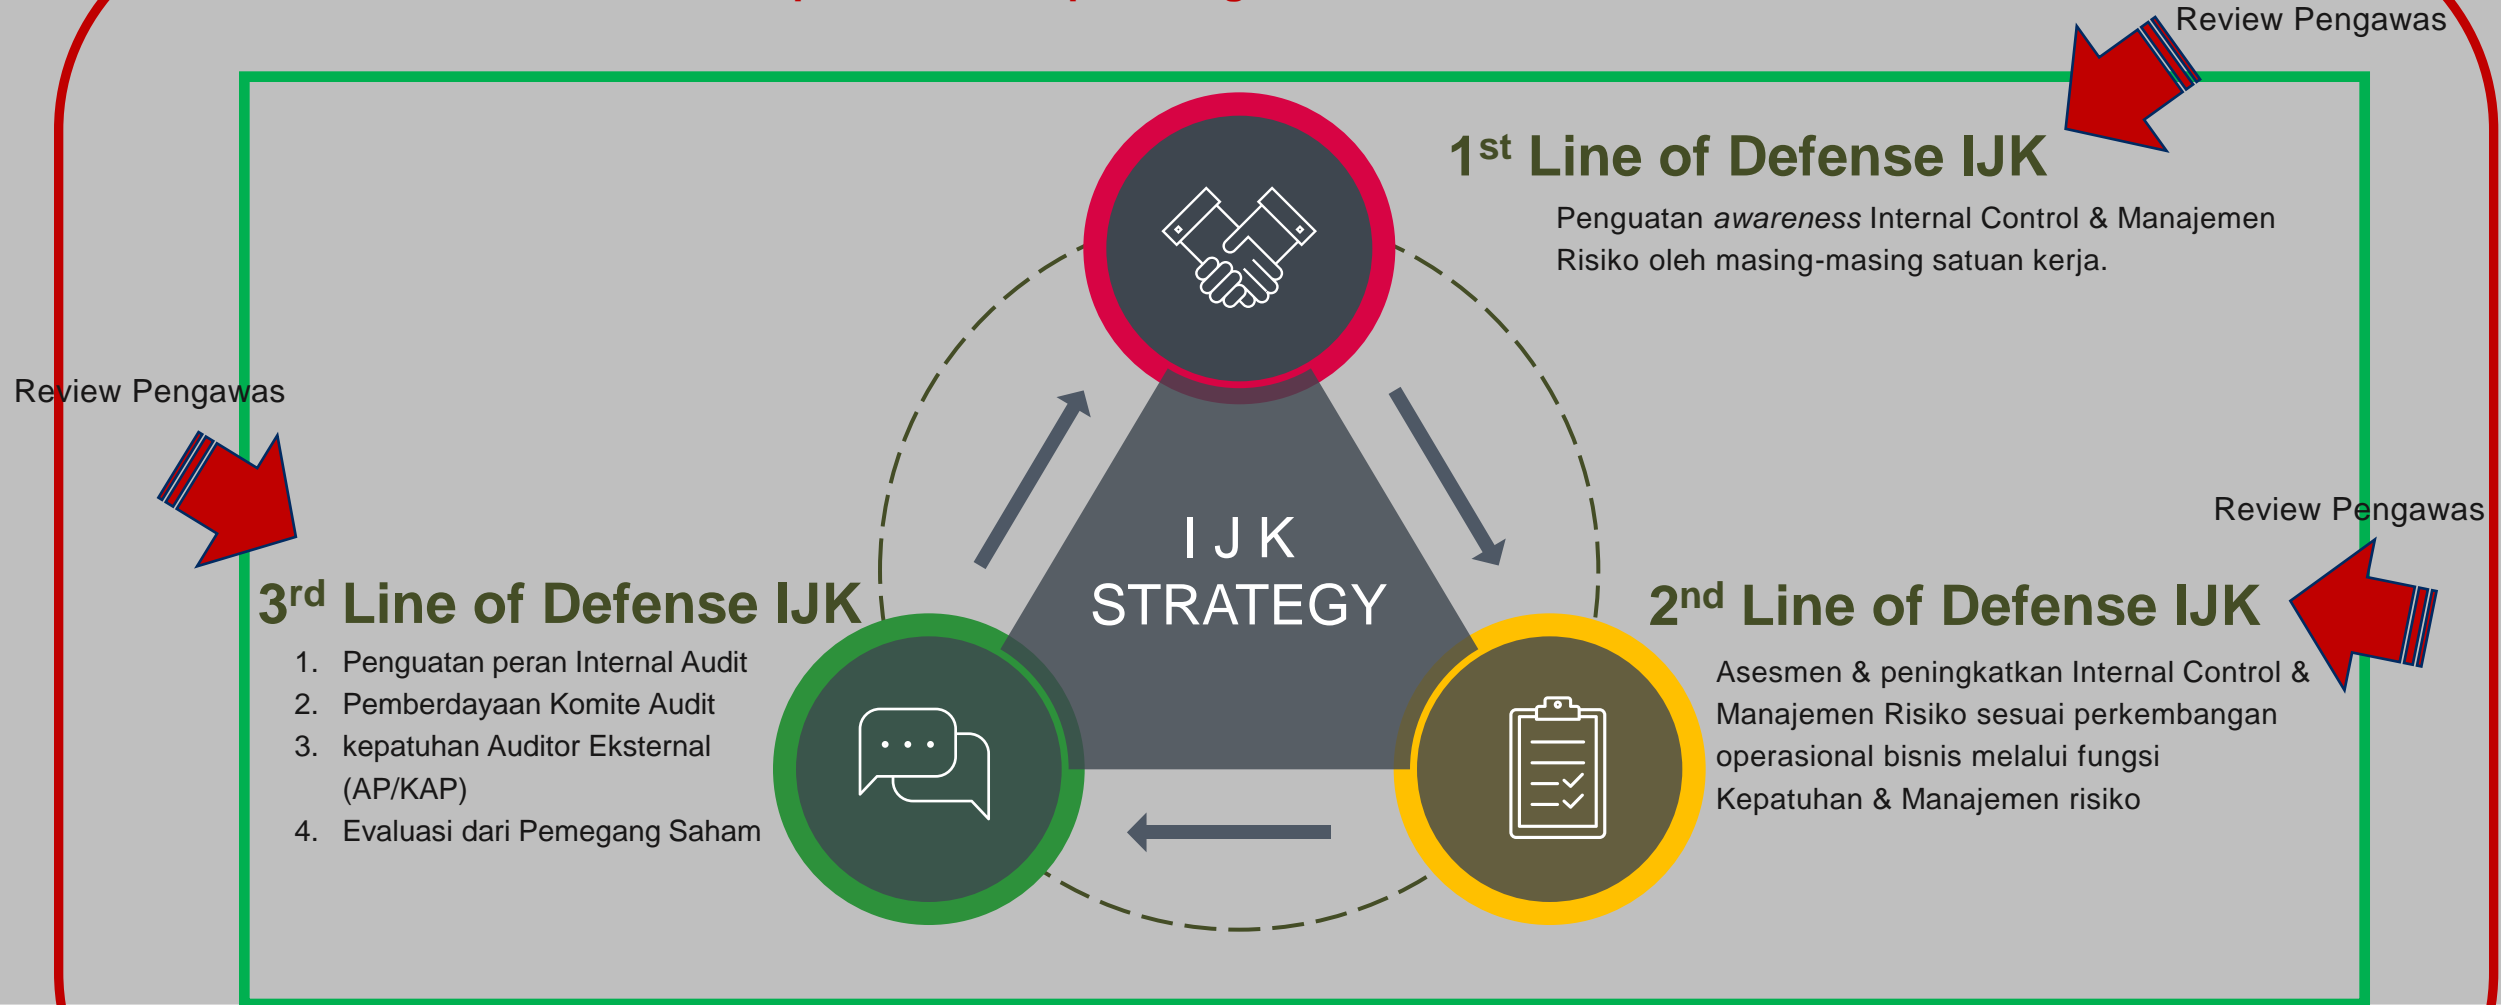 Review Pengawas
1st Line of Defense IJK
Penguatan awareness Internal Control & Manajemen
Risiko oleh masing-masing satuan kerja.
Review Pengawas
I J K
STRATEGY
Review Pengawas
3rd Line of Defense IJK
1. Penguatan peran Internal Audit
2. Pemberdayaan Komite Audit
3. kepatuhan Auditor Eksternal
(AP/KAP)
4. Evaluasi dari Pemegang Saham
2nd Line of Defense IJK
Asesmen & peningkatkan Internal Control &
Manajemen Risiko sesuai perkembangan
operasional bisnis melalui fungsi
Kepatuhan & Manajemen risiko